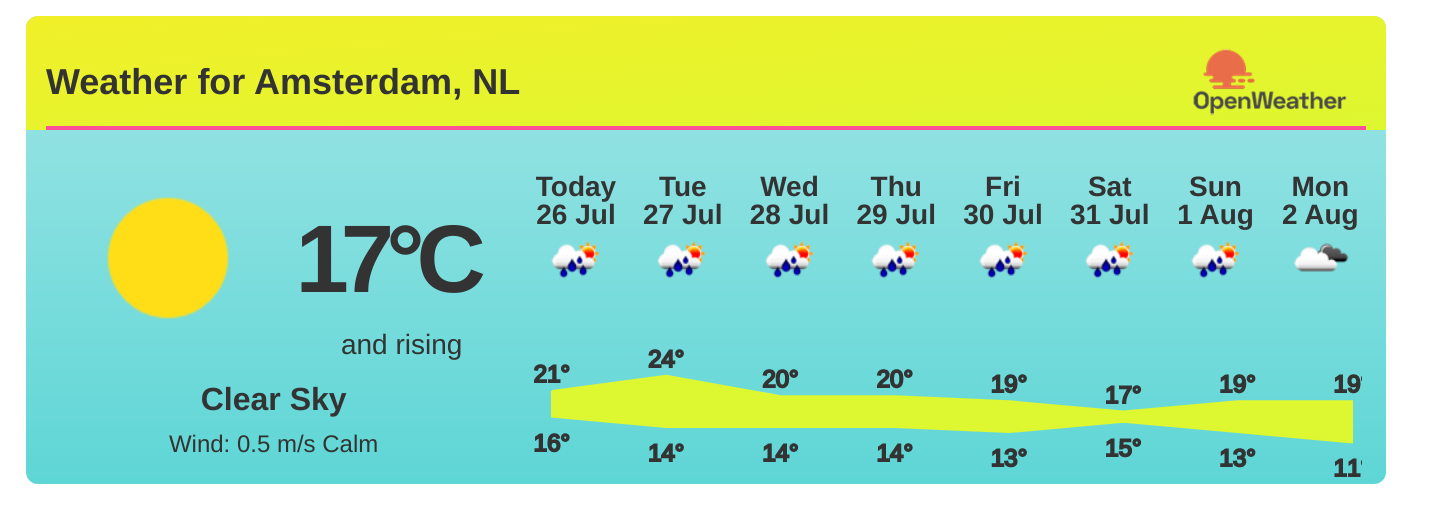 Weather for Amsterdam, NL
OpenWeather
17°C
and rising
Clear Sky
Wind: 0.5 m/s Calm
Today Tue Wed Thu Fri Sat Sun Mon
26 Jul 27 Jul 28 Jul 29 Jul 30 Jul 31 Jul 1 Aug 2 Aug
21° 24° 20° 20° 19° 17° 19° 19°
16° 14° 14° 14° 13° 15° 13° 11°